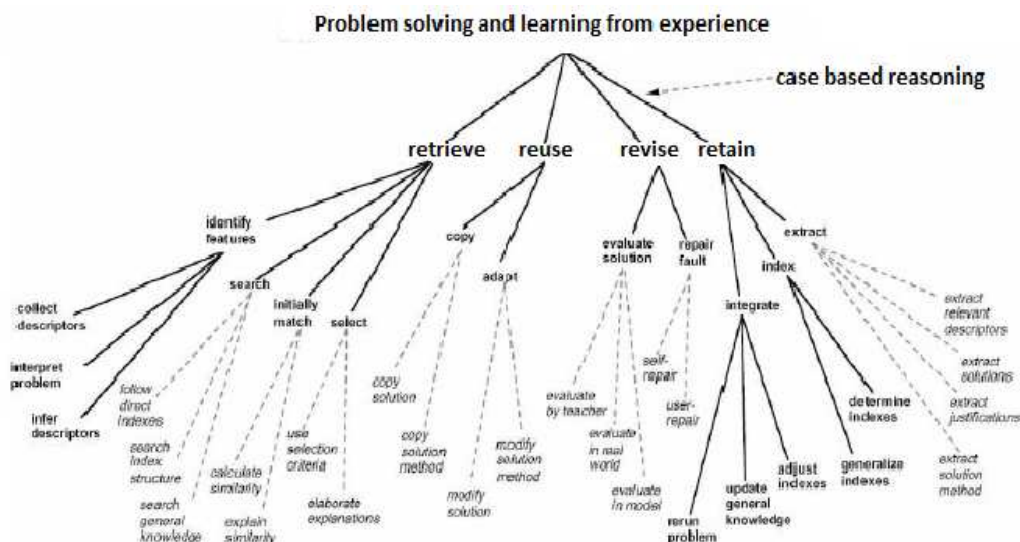 Problem solving and learning from experience
case based reasoning
retrieve
reuse
revise
retain
identify
features
search
initially
match
select
copy
adapt
evaluate
solution
repair
fault
integrate
index
extract
collect
descriptors
interpret
problem
infer
descriptors
follow
direct
indexes
search
index
structure
search
general
knowledge
calculate
similarity
explain
similarity
use
selection
criteria
elaborate
explanations
copy
solution
copy
solution
method
modify
solution
modify
solution
method
evaluate
by teacher
evaluate
in real
world
evaluate
in model
self-
repair
user-
repair
rerun
problem
update
general
knowledge
adjust
indexes
generalize
indexes
determine
indexes
extract
relevant
descriptors
extract
solutions
extract
justifications
extract
solution
method